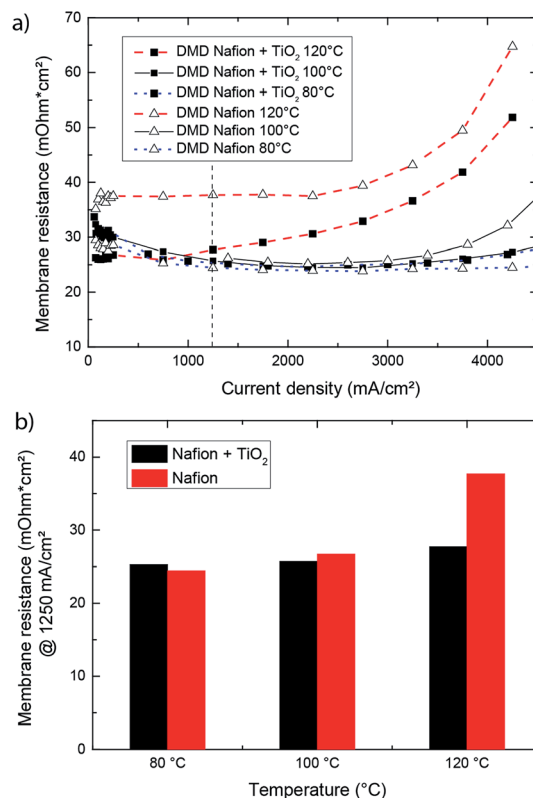 a)
70
60
50
40
30
20
10
Membrane resistance (mOhm*cm²)
DMD Nafion + TiO₂ 120°C
DMD Nafion + TiO₂ 100°C
DMD Nafion + TiO₂ 80°C
DMD Nafion 120°C
DMD Nafion 100°C
DMD Nafion 80°C
0 1000 2000 3000 4000
Current density (mA/cm²)
b)
40
30
20
10
0
Membrane resistance (mOhm*cm²)
@ 1250 mA/cm²
Nafion + TiO₂
Nafion
80 °C 100 °C 120 °C
Temperature (°C)